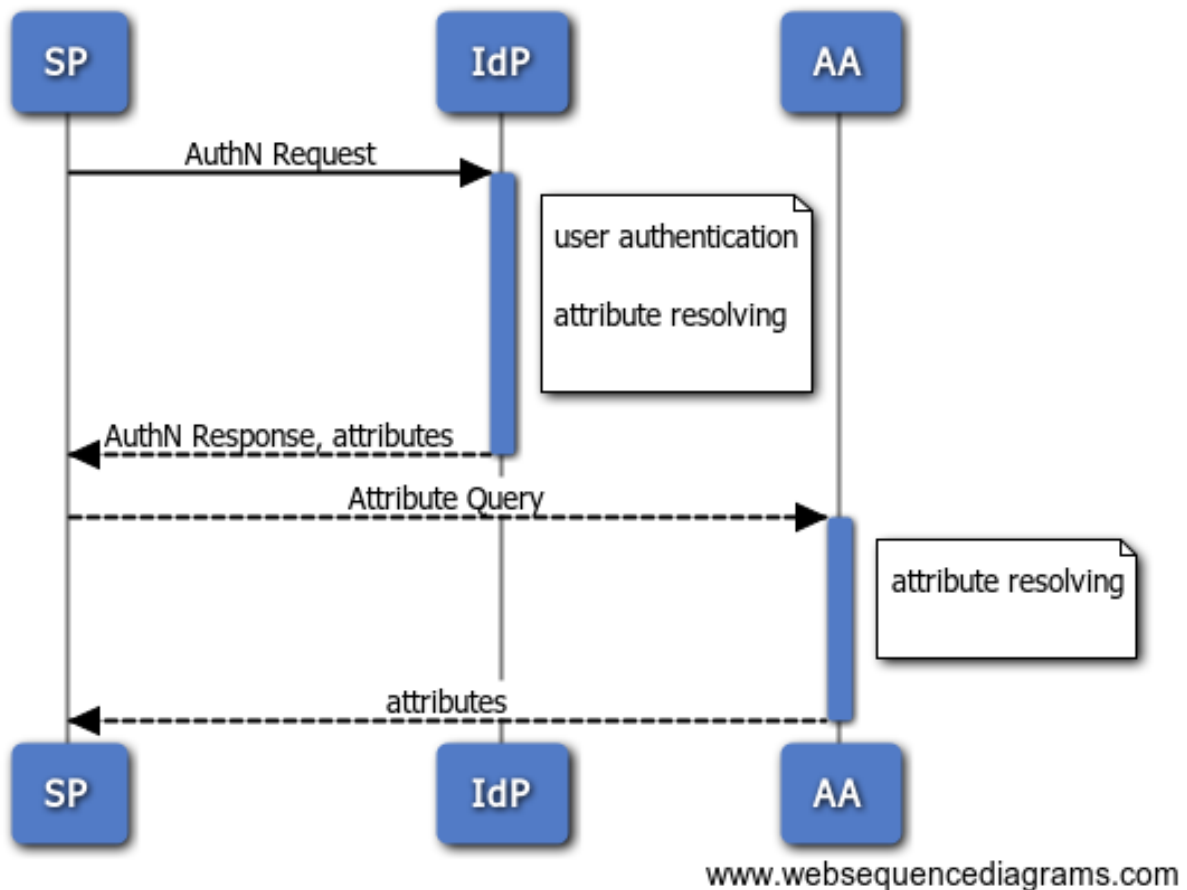 SP
IdP
AA
AuthN Request
user authentication
attribute resolving
AuthN Response, attributes
Attribute Query
attribute resolving
attributes
SP
IdP
AA
www.websequencediagrams.com